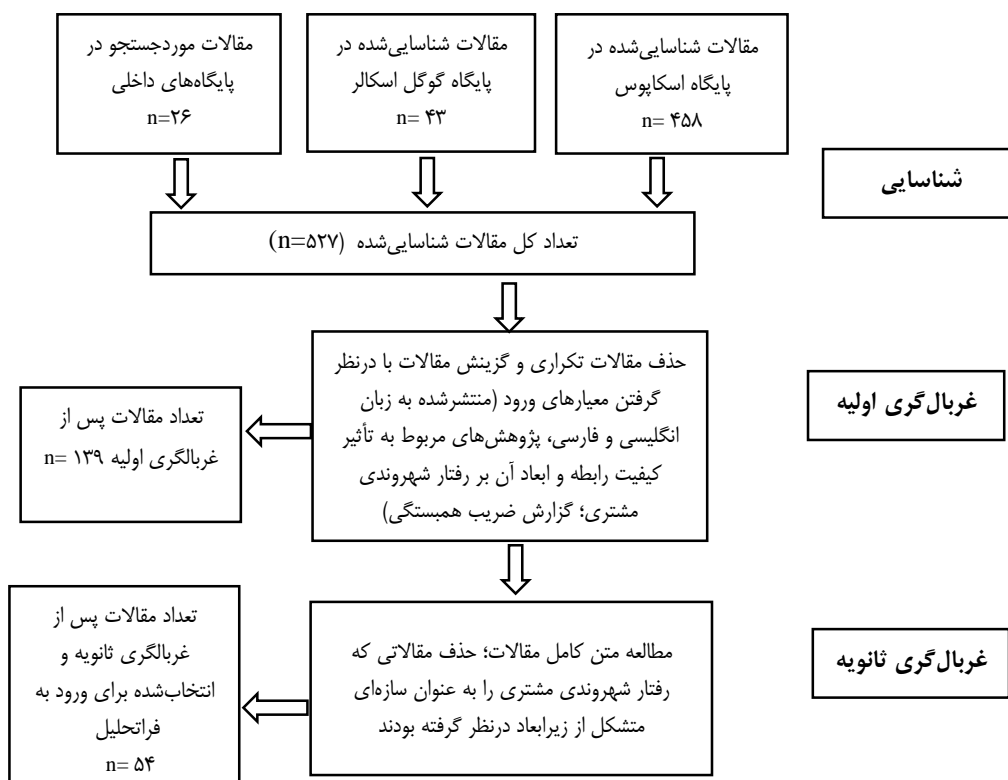 مقالات شناسایی‌شده در
پایگاه اسکاپوس
n= ۴۵۸
مقالات شناسایی‌شده در
پایگاه گوگل اسکالر
n= ۴۳
مقالات موردجستجو در
پایگاه‌های داخلی
n=۲۶
شناسایی
تعداد کل مقالات شناسایی‌شده (n=۵۲۷)
غربال‌گری اولیه
حذف مقالات تکراری و گزینش مقالات با درنظر
گرفتن معیارهای ورود (منتشرشده به زبان
انگلیسی و فارسی، پژوهش‌های مربوط به تأثیر
کیفیت رابطه و ابعاد آن بر رفتار شهروندی
مشتری؛ گزارش ضریب همبستگی)
تعداد مقالات پس از
غربالگری اولیه ۱۳۹ =n
غربال‌گری ثانویه
مطالعه متن کامل مقالات؛ حذف مقالاتی که
رفتار شهروندی مشتری را به عنوان سازه‌ای
متشکل از زیرابعاد درنظر گرفته بودند
تعداد مقالات پس از
غربالگری ثانویه و
انتخاب‌شده برای ورود به
فراتحلیل
n= ۵۴